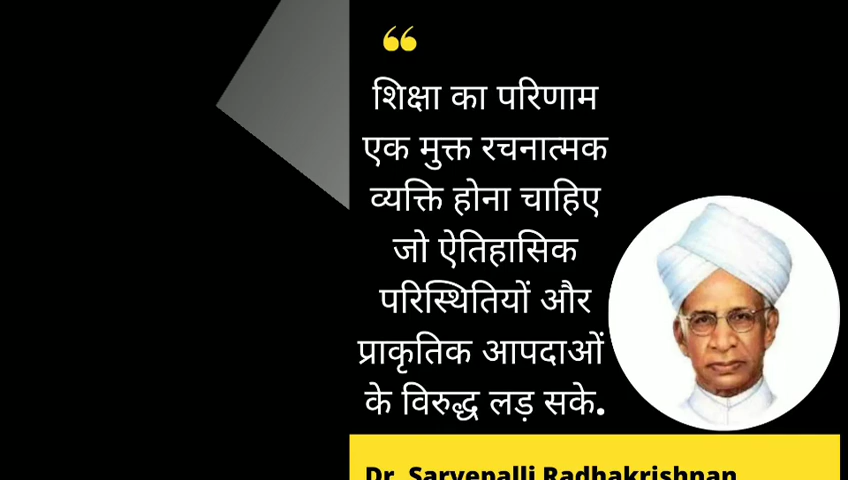 ❝
शिक्षा का परिणाम
एक मुक्त रचनात्मक
व्यक्ति होना चाहिए
जो ऐतिहासिक
परिस्थितियों और
प्राकृतिक आपदाओं
के विरुद्ध लड़ सके.
Dr. Sarvepalli Radhakrishnan